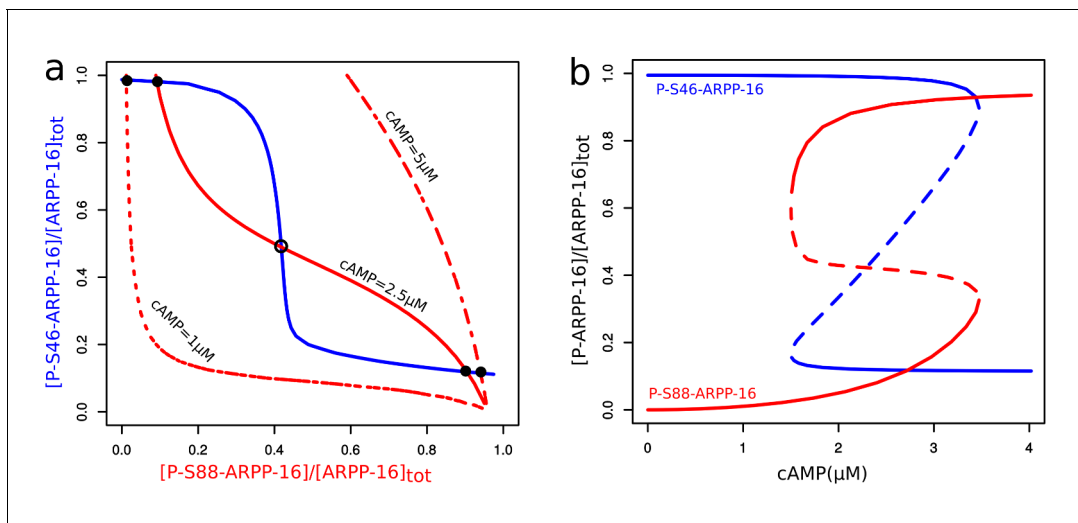 a
[P-S46-ARPP-16]/[ARPP-16]tot
0.0
0.2
0.4
0.6
0.8
1.0
cAMP=5μM
cAMP=2.5μM
cAMP=1μM
0.0
0.2
0.4
0.6
0.8
1.0
[P-S88-ARPP-16]/[ARPP-16]tot
b
[P-ARPP-16]/[ARPP-16]tot
0.0
0.2
0.4
0.6
0.8
1.0
P-S46-ARPP-16
P-S88-ARPP-16
0
1
2
3
4
cAMP(μM)